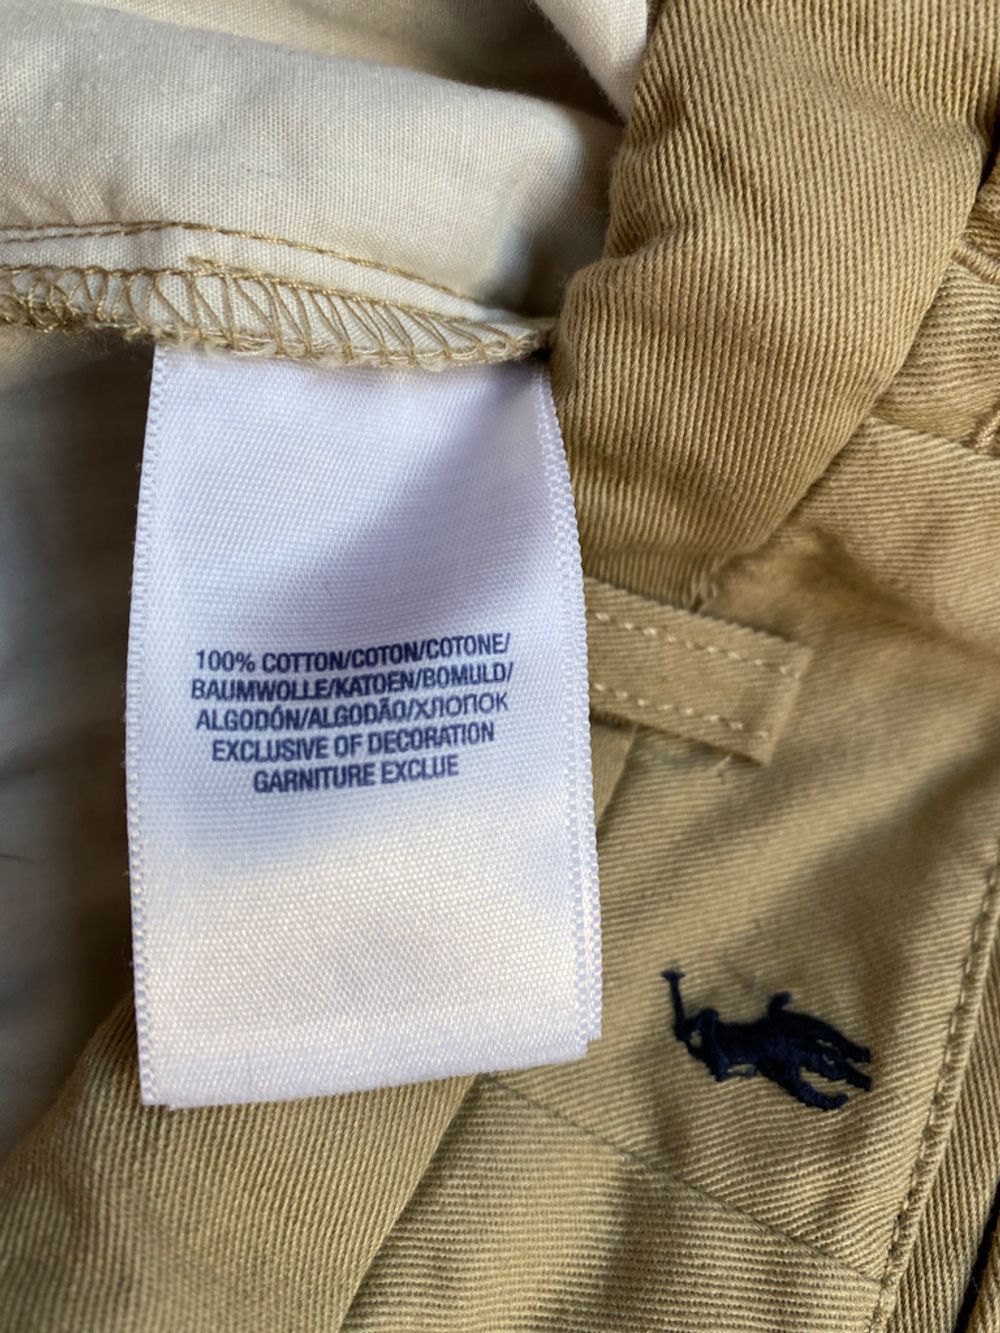 100% COTTON/COTON/COTONE/
BAUMWOLLE/KATOEN/BOMULD/
ALGODÓN/ALGODÃO/ХЛОПОК
EXCLUSIVE OF DECORATION
GARNITURE EXCLUE